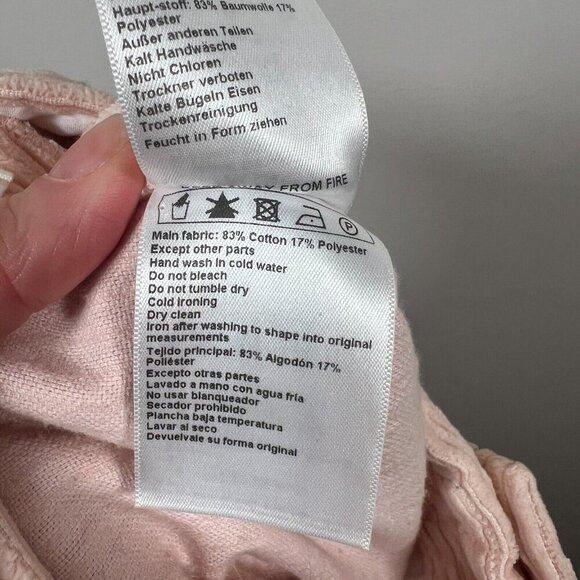 Haupt-stoff: 83% Baumwolle 17%
Polyester
Außer anderen Teilen
Kalt Handwäsche
Nicht Chloren
Trockner verboten
Kalte Bügeln Eisen
Trockenreinigung
Feucht in Form ziehen
FROM FIRE
P
Main fabric: 83% Cotton 17% Polyester
Except other parts
Hand wash in cold water
Do not bleach
Do not tumble dry
Cold ironing
Dry clean
Iron after washing to shape into original
measurements
Tejido principal: 83% Algodón 17%
Poliéster
Excepto otras partes
Lavado a mano con agua fría
No usar blanqueador
Secador prohibido
Plancha baja temperatura
Lavar al seco
Devuelvale su forma original